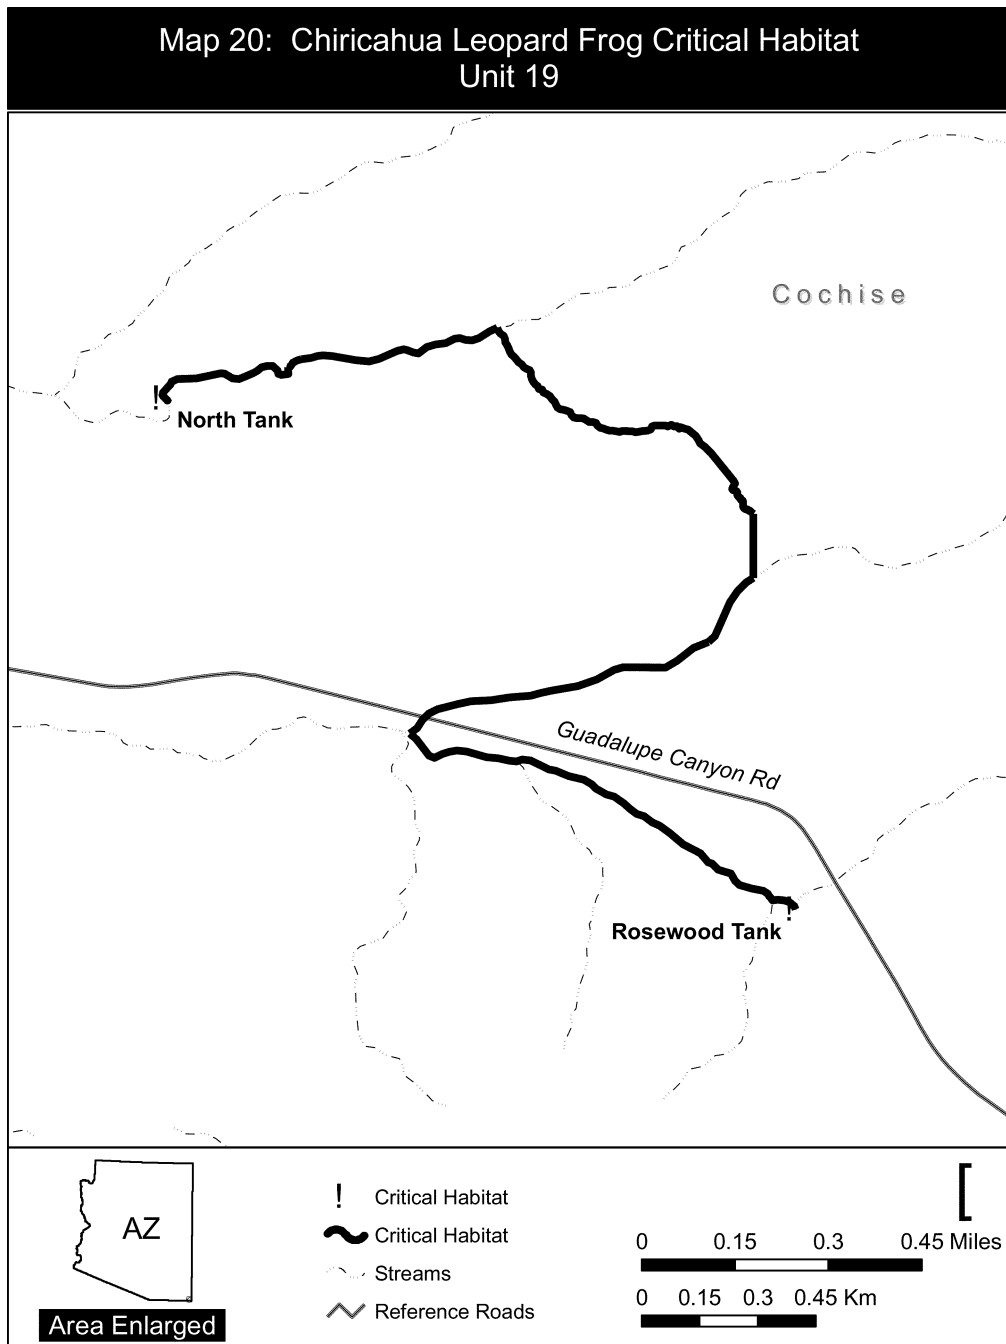 Map 20: Chiricahua Leopard Frog Critical Habitat
Unit 19
Cochise
!
North Tank
Guadalupe Canyon Rd
!
Rosewood Tank
AZ
Area Enlarged
! Critical Habitat
Critical Habitat
Streams
Reference Roads
[
0 0.15 0.3 0.45 Miles
0 0.15 0.3 0.45 Km